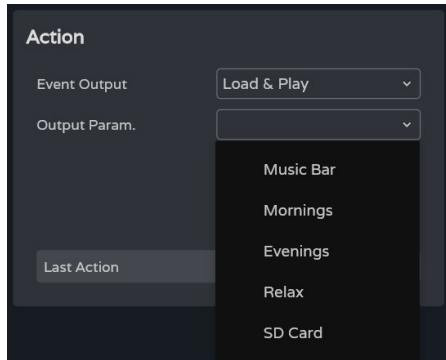 Action
Event Output Load & Play
Output Param.
Music Bar
Mornings
Evenings
Relax
Last Action
SD Card